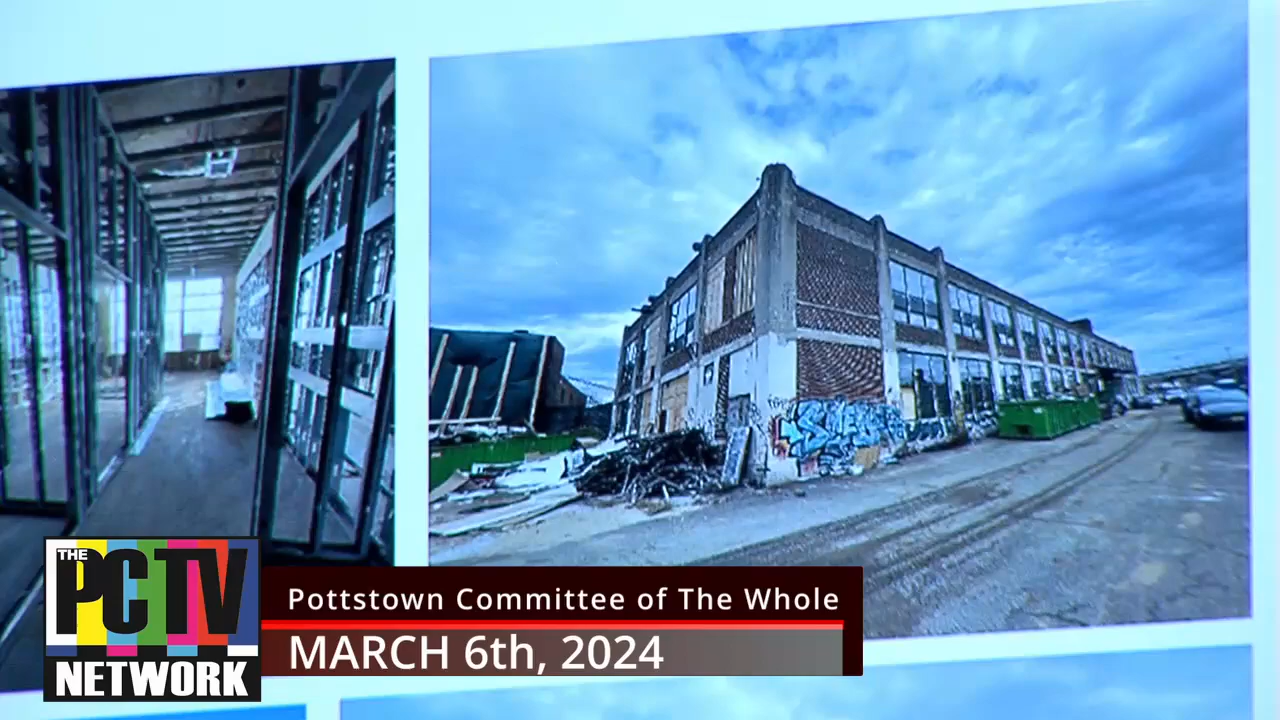 THE
PCTV
NETWORK
Pottstown Committee of The Whole
MARCH 6th, 2024